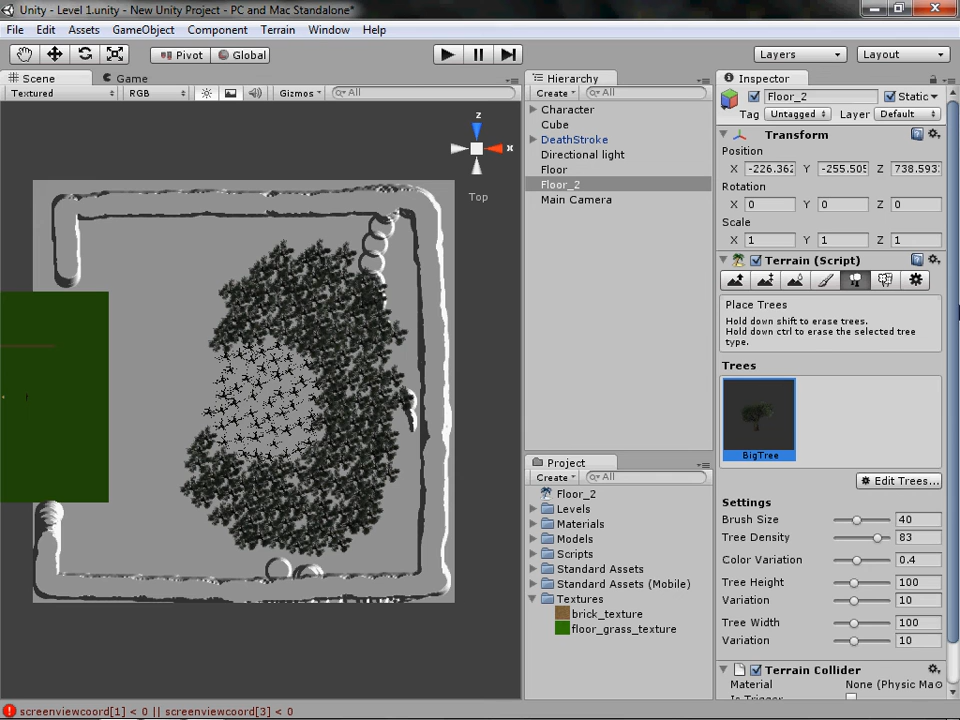 Unity - Level 1.unity - New Unity Project - PC and Mac Standalone*
File Edit Assets GameObject Component Terrain Window Help
Pivot Global Layers Layout
Scene Game
Textured RGB Gizmos All
z
x
Top
Hierarchy
Create All
Character
Cube
DeathStroke
Directional light
Floor
Floor_2
Main Camera
Project
Create All
Floor_2
Levels
Materials
Models
Scripts
Standard Assets
Standard Assets (Mobile)
Textures
brick_texture
floor_grass_texture
Inspector
Floor_2 Static
Tag Untagged Layer Default
Transform
Position
X -226.362 Y -255.505 Z 738.593
Rotation
X 0 Y 0 Z 0
Scale
X 1 Y 1 Z 1
Terrain (Script)
Place Trees
Hold down shift to erase trees.
Hold down ctrl to erase the selected tree
type.
Trees
BigTree
Edit Trees...
Settings
Brush Size 40
Tree Density 83
Color Variation 0.4
Tree Height 100
Variation 10
Tree Width 100
Variation 10
Terrain Collider
Material None (Physic Ma
Is Trigger
screenviewcoord[1] < 0 || screenviewcoord[3] < 0